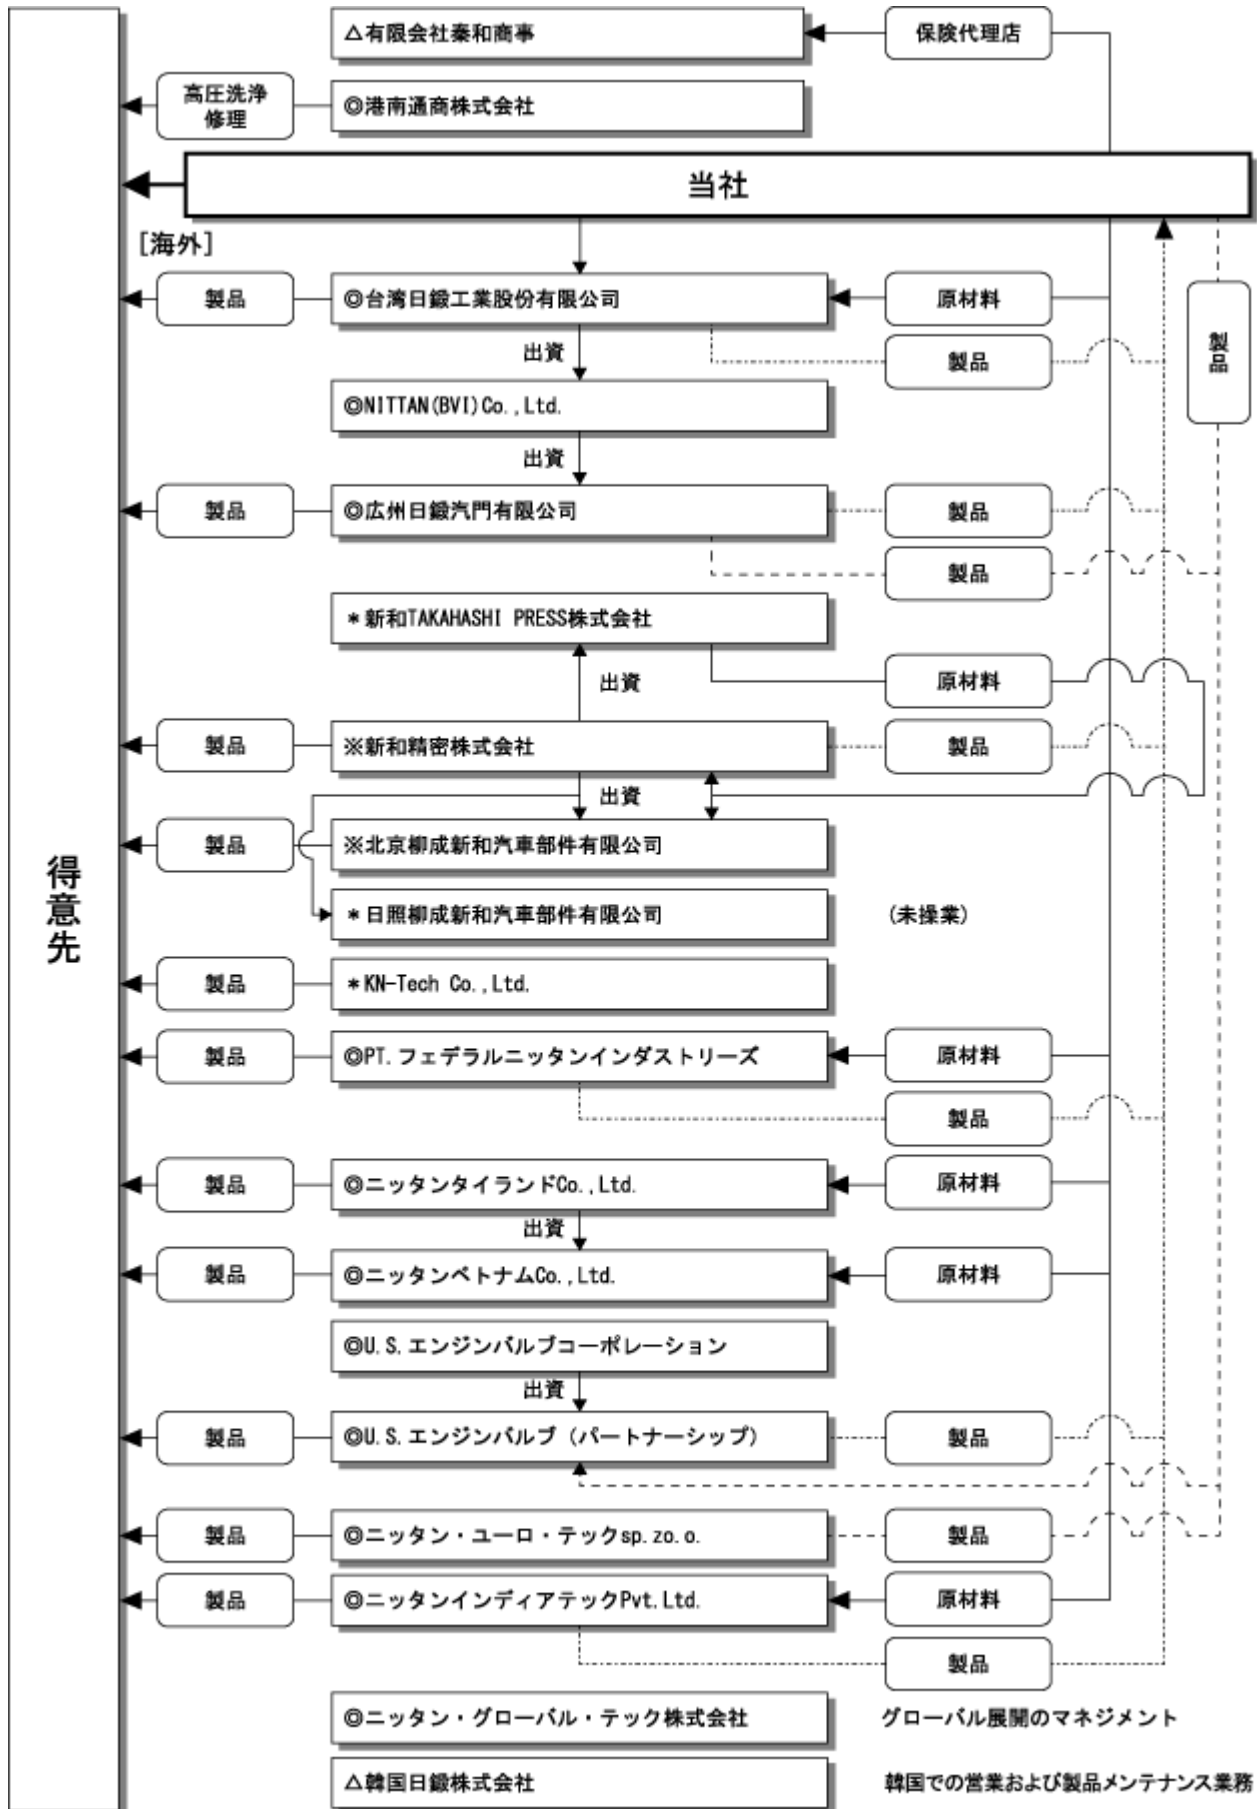 △有限会社秦和商事
保険代理店
高圧洗浄
修理
◎港南通商株式会社
当社
[海外]
製品
◎台湾日鍛工業股份有限公司
原材料
出資
製品
製品
◎NITTAN(BVI)Co.,Ltd.
出資
製品
◎広州日鍛汽門有限公司
製品
製品
*新和TAKAHASHI PRESS株式会社
出資
原材料
製品
※新和精密株式会社
製品
出資
製品
※北京柳成新和汽車部件有限公司
得意先
*日照柳成新和汽車部件有限公司
(未操業)
製品
*KN-Tech Co.,Ltd.
製品
◎PT.フェデラルニッタンインダストリーズ
原材料
製品
製品
◎ニッタンタイランドCo.,Ltd.
原材料
出資
製品
◎ニッタンベトナムCo.,Ltd.
原材料
◎U.S.エンジンバルブコーポレーション
出資
製品
◎U.S.エンジンバルブ（パートナーシップ）
製品
製品
◎ニッタン・ユーロ・テックsp.zo.o.
製品
製品
◎ニッタンインディアテックPvt.Ltd.
原材料
製品
◎ニッタン・グローバル・テック株式会社
グローバル展開のマネジメント
△韓国日鍛株式会社
韓国での営業および製品メンテナンス業務